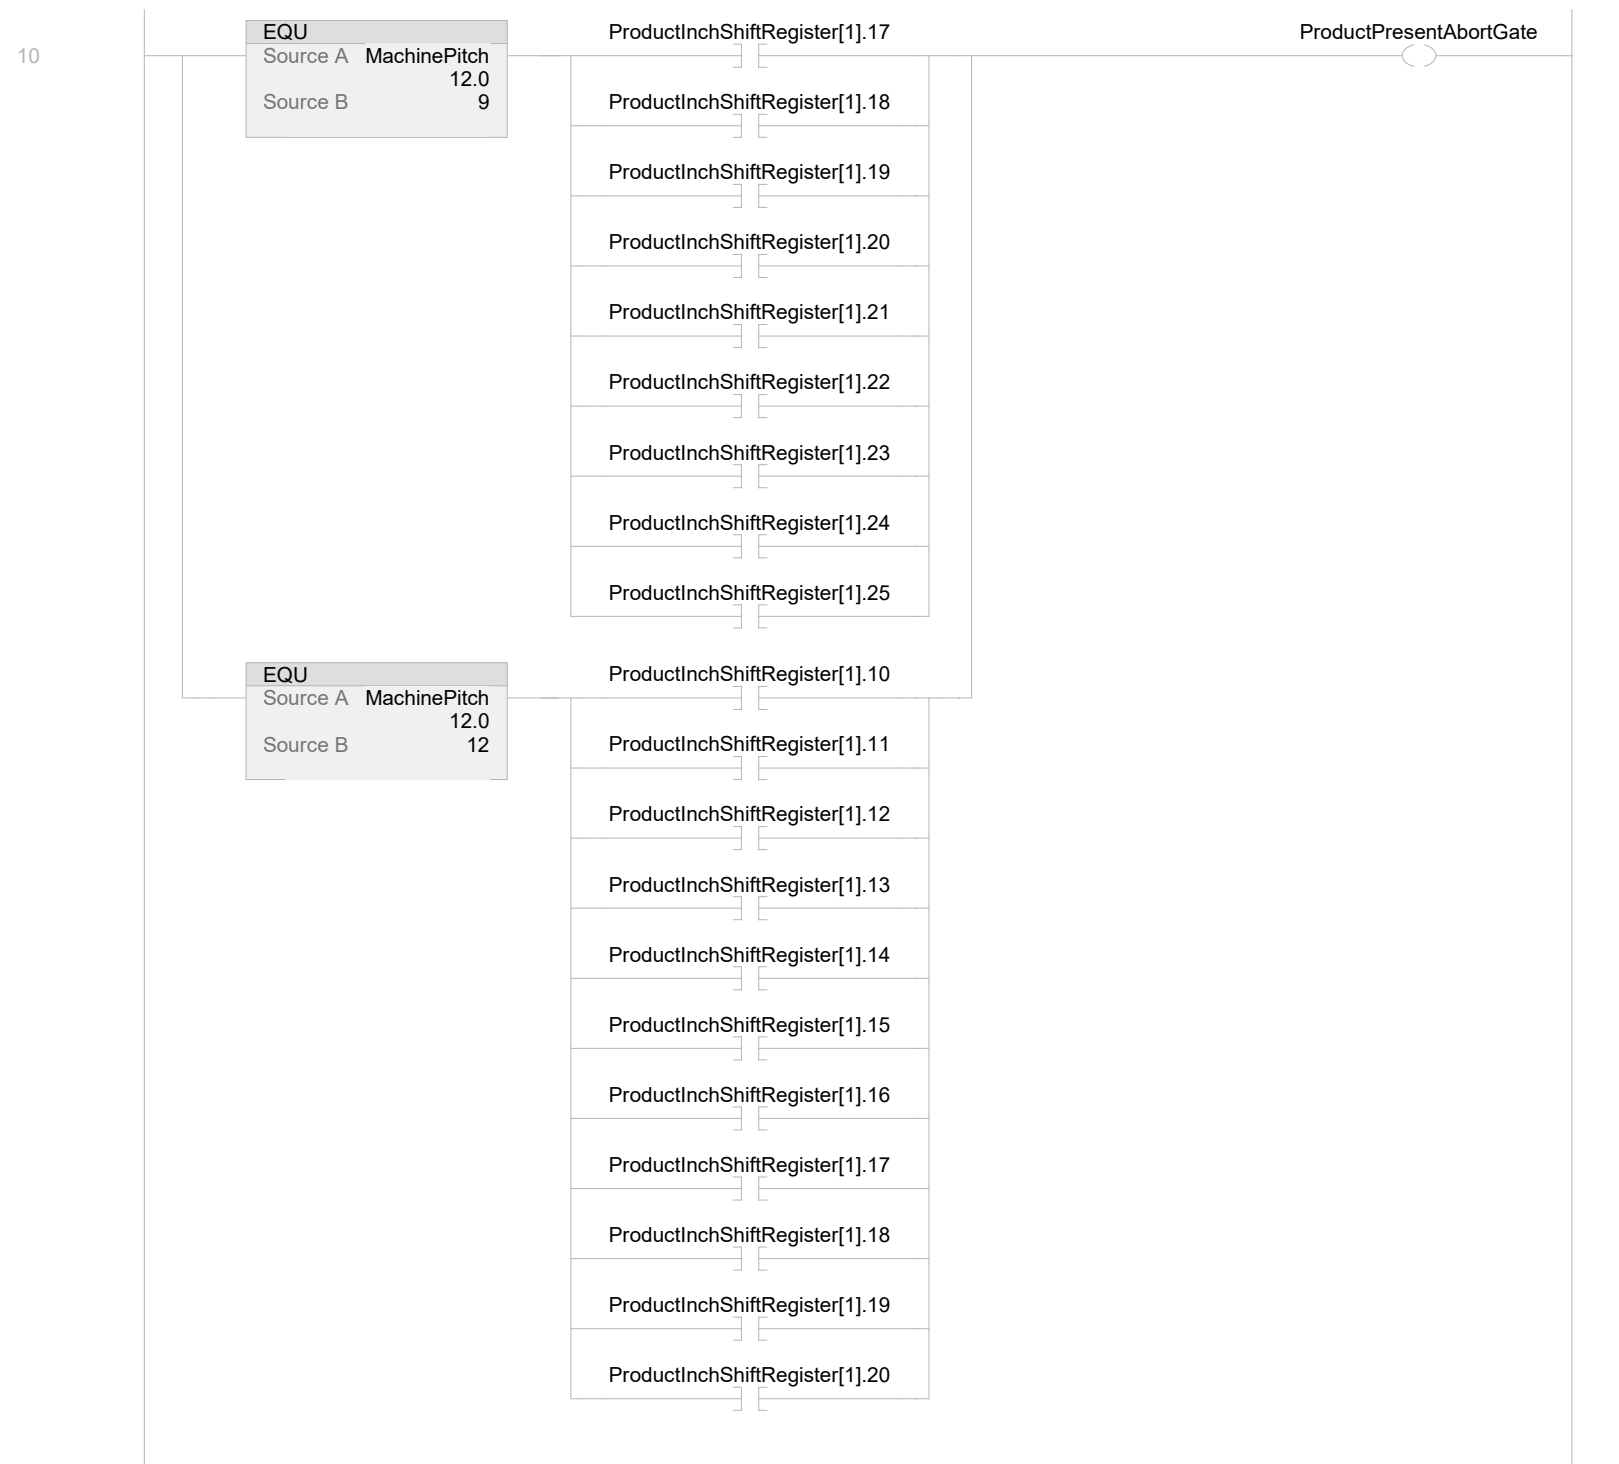 10
EQU
Source A MachinePitch
12.0
Source B 9
ProductInchShiftRegister[1].17
ProductPresentAbortGate
ProductInchShiftRegister[1].18
ProductInchShiftRegister[1].19
ProductInchShiftRegister[1].20
ProductInchShiftRegister[1].21
ProductInchShiftRegister[1].22
ProductInchShiftRegister[1].23
ProductInchShiftRegister[1].24
ProductInchShiftRegister[1].25
EQU
Source A MachinePitch
12.0
Source B 12
ProductInchShiftRegister[1].10
ProductInchShiftRegister[1].11
ProductInchShiftRegister[1].12
ProductInchShiftRegister[1].13
ProductInchShiftRegister[1].14
ProductInchShiftRegister[1].15
ProductInchShiftRegister[1].16
ProductInchShiftRegister[1].17
ProductInchShiftRegister[1].18
ProductInchShiftRegister[1].19
ProductInchShiftRegister[1].20